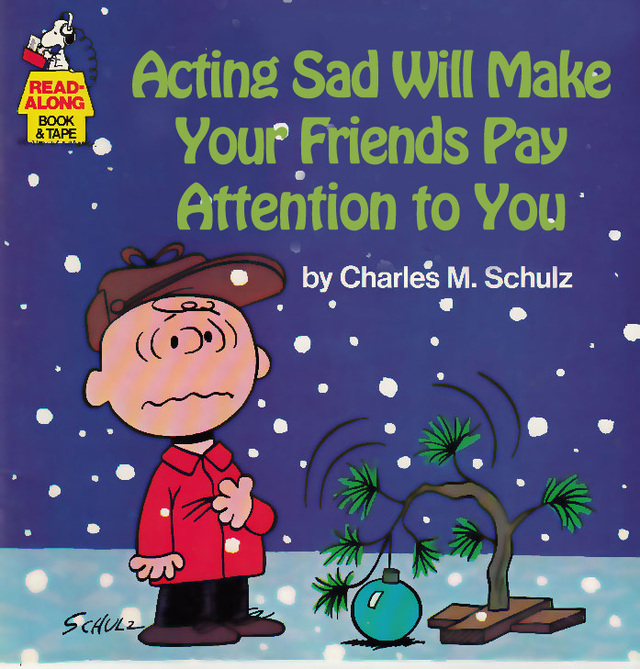 READ-
ALONG
BOOK
& TAPE
Acting Sad Will Make
Your Friends Pay
Attention to You
by Charles M. Schulz
SCHULZ